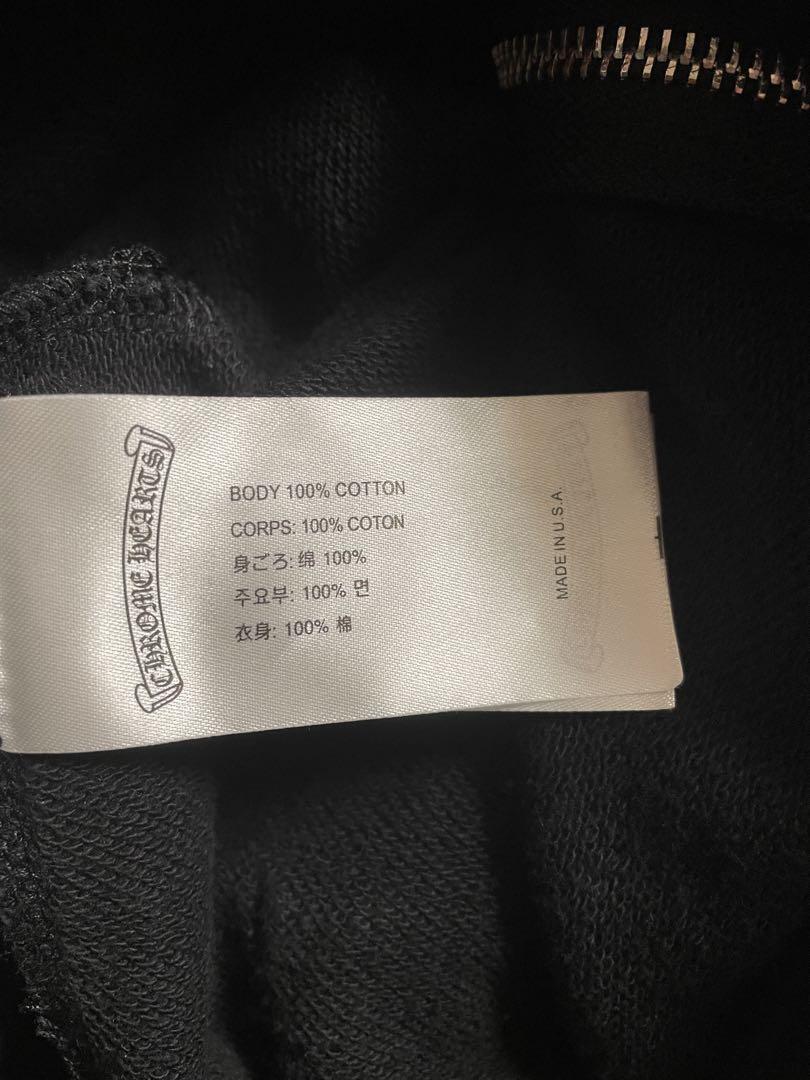 CHROME HEARTS
BODY 100% COTTON
CORPS: 100% COTON
身ごろ: 绵 100%
주요부: 100% 면
衣身: 100% 棉
MADE IN U.S.A.